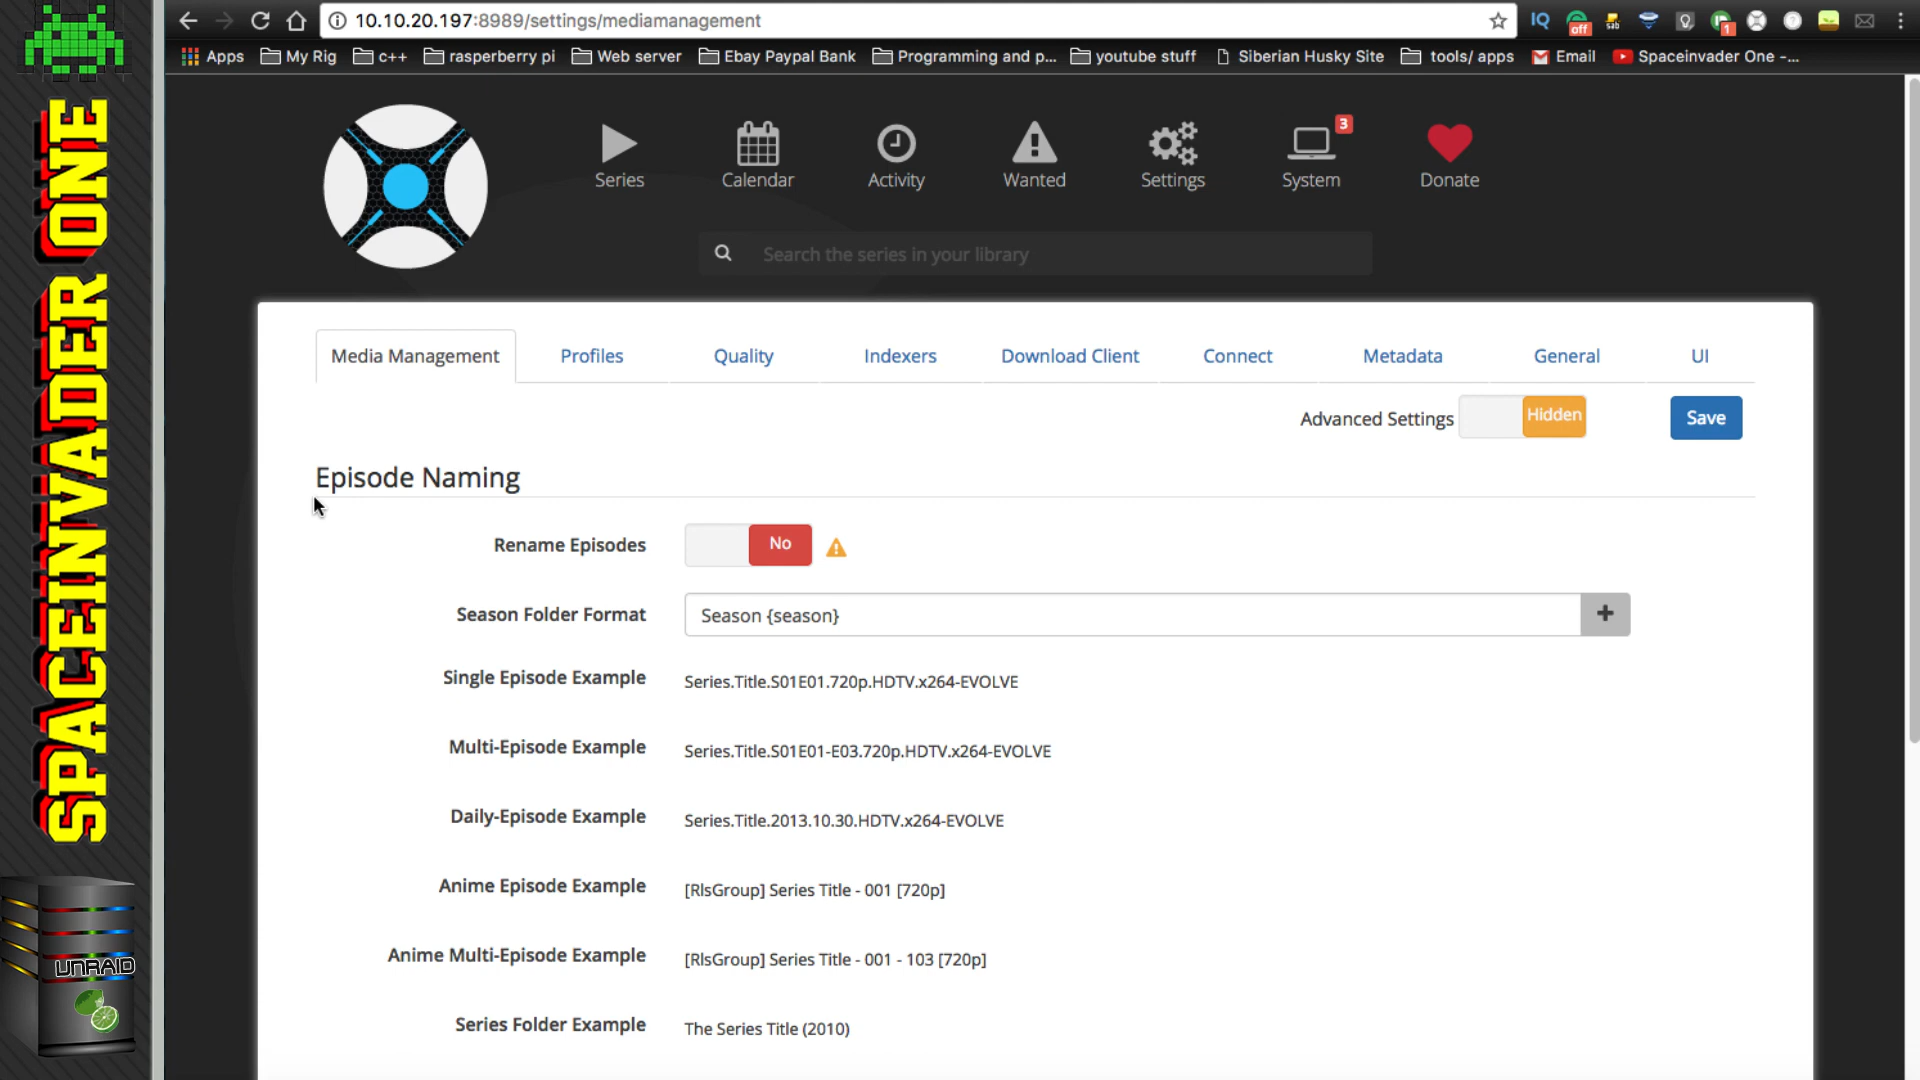 10.10.20.197:8989/settings/mediamanagement
IQ
off
sab
1
Apps My Rig c++ rasperberry pi Web server Ebay Paypal Bank Programming and p... youtube stuff Siberian Husky Site tools/ apps Email Spaceinvader One -...
SPACEINVADER ONE
UNRAID
3
Series Calendar Activity Wanted Settings System Donate
Search the series in your library
Media Management Profiles Quality Indexers Download Client Connect Metadata General UI
Advanced Settings Hidden Save
Episode Naming
Rename Episodes No
Season Folder Format Season {season}
Single Episode Example Series.Title.S01E01.720p.HDTV.x264-EVOLVE
Multi-Episode Example Series.Title.S01E01-E03.720p.HDTV.x264-EVOLVE
Daily-Episode Example Series.Title.2013.10.30.HDTV.x264-EVOLVE
Anime Episode Example [RlsGroup] Series Title - 001 [720p]
Anime Multi-Episode Example [RlsGroup] Series Title - 001 - 103 [720p]
Series Folder Example The Series Title (2010)